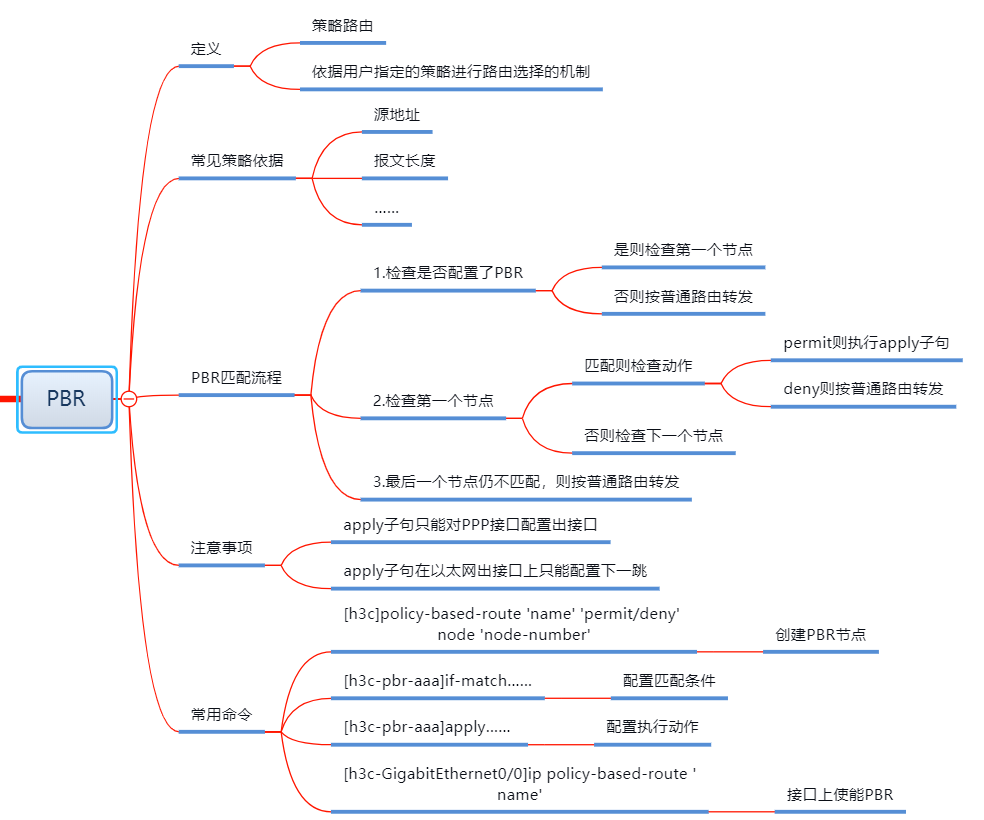 PBR
定义
策略路由
依据用户指定的策略进行路由选择的机制
常见策略依据
源地址
报文长度
……
PBR匹配流程
1.检查是否配置了PBR
是则检查第一个节点
否则按普通路由转发
2.检查第一个节点
匹配则检查动作
permit则执行apply子句
deny则按普通路由转发
否则检查下一个节点
3.最后一个节点仍不匹配，则按普通路由转发
注意事项
apply子句只能对PPP接口配置出接口
apply子句在以太网出接口上只能配置下一跳
常用命令
[h3c]policy-based-route 'name' 'permit/deny'
node 'node-number'
创建PBR节点
[h3c-pbr-aaa]if-match……
配置匹配条件
[h3c-pbr-aaa]apply……
配置执行动作
[h3c-GigabitEthernet0/0]ip policy-based-route '
name'
接口上使能PBR